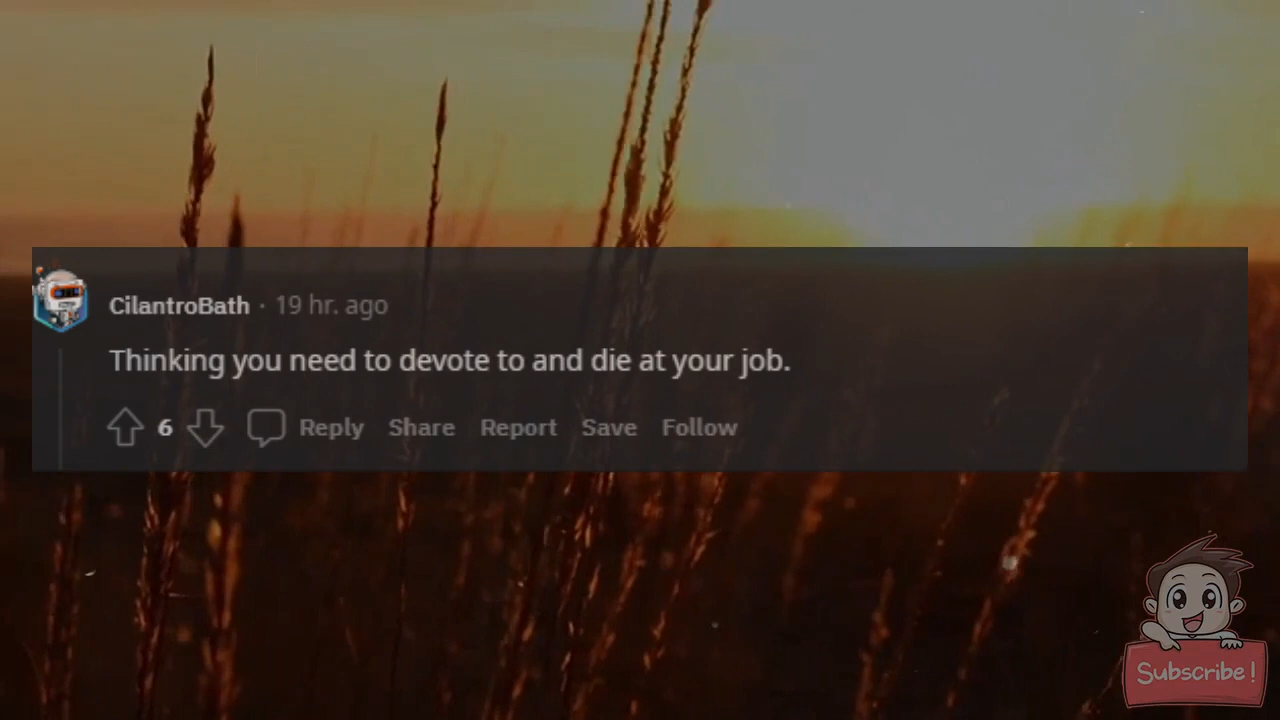 CilantroBath · 19 hr. ago
Thinking you need to devote to and die at your job.
6 Reply Share Report Save Follow
Subscribe!